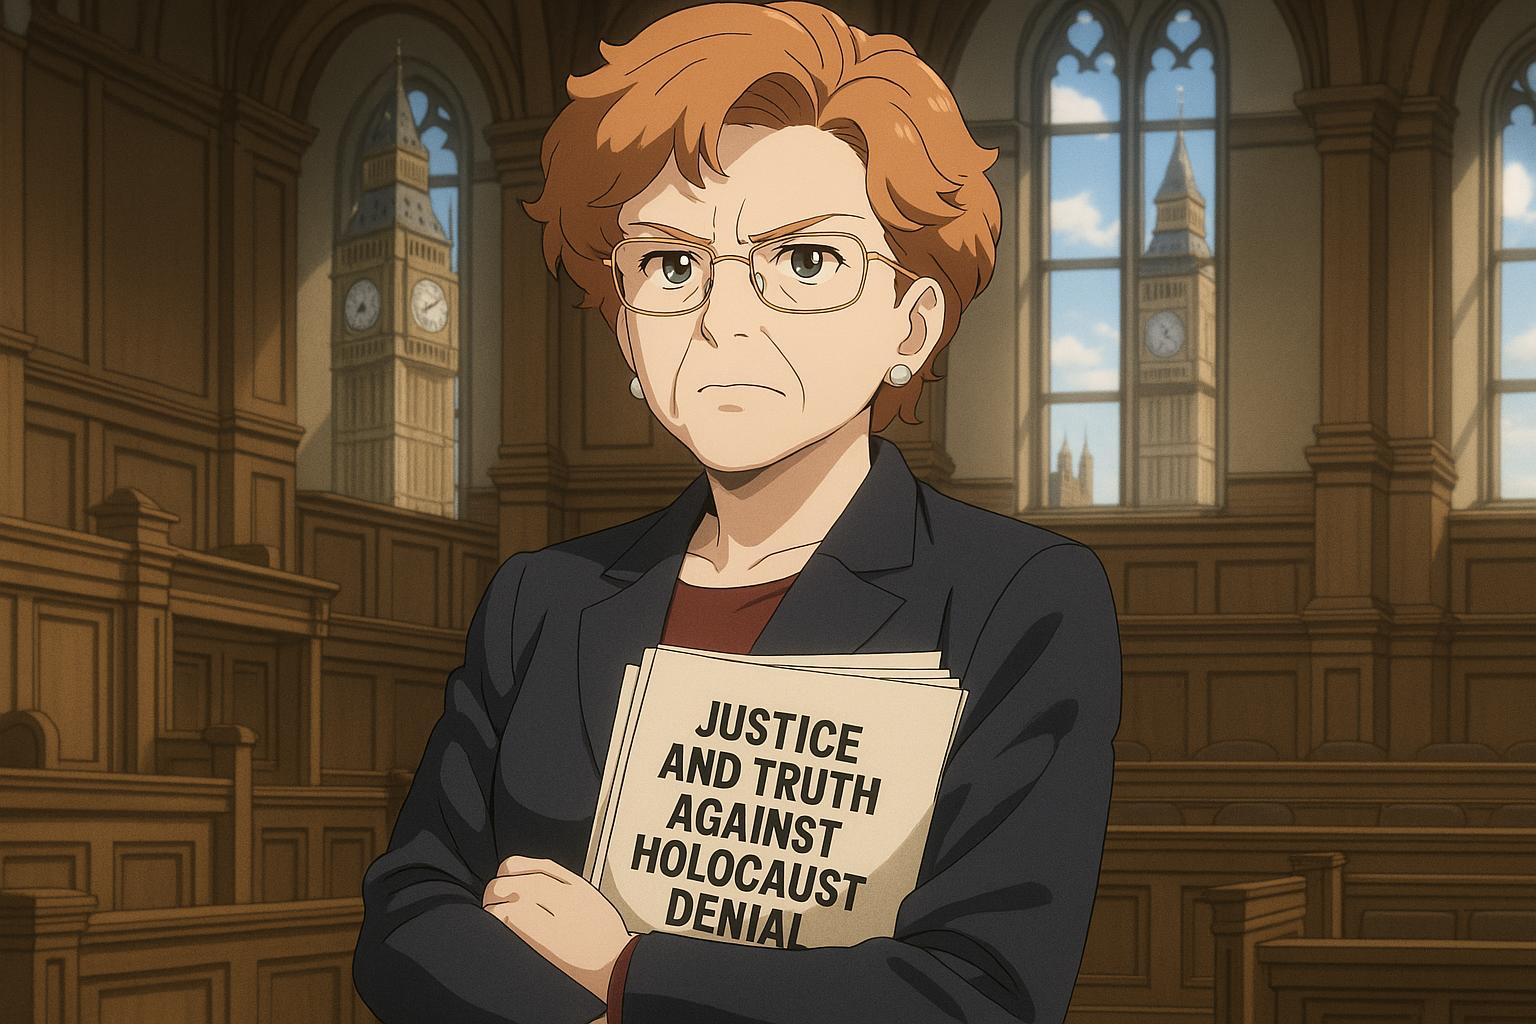 JUSTICE
AND TRUTH
AGAINST
HOLOCAUST
DENIAL